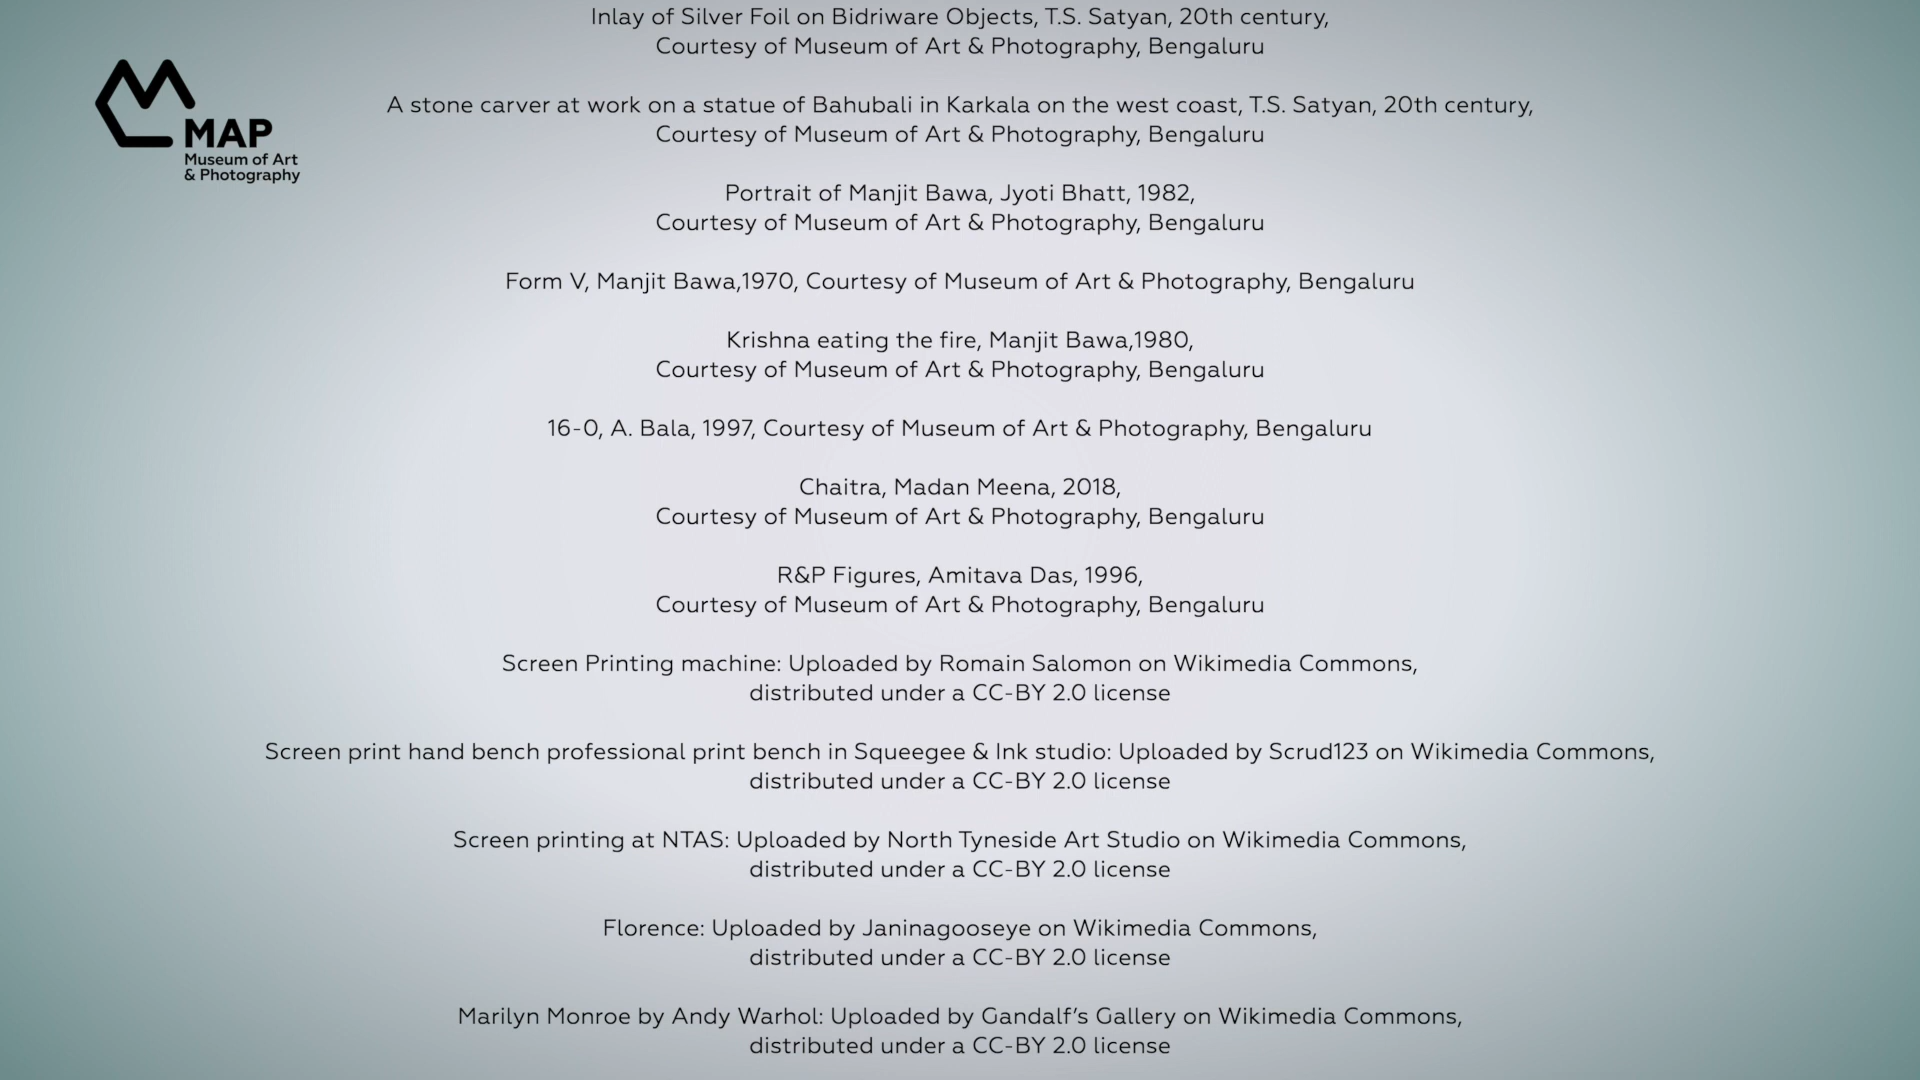 Inlay of Silver Foil on Bidriware Objects, T.S. Satyan, 20th century,
Courtesy of Museum of Art & Photography, Bengaluru
MAP
Museum of Art
& Photography
A stone carver at work on a statue of Bahubali in Karkala on the west coast, T.S. Satyan, 20th century,
Courtesy of Museum of Art & Photography, Bengaluru
Portrait of Manjit Bawa, Jyoti Bhatt, 1982,
Courtesy of Museum of Art & Photography, Bengaluru
Form V, Manjit Bawa,1970, Courtesy of Museum of Art & Photography, Bengaluru
Krishna eating the fire, Manjit Bawa,1980,
Courtesy of Museum of Art & Photography, Bengaluru
16-0, A. Bala, 1997, Courtesy of Museum of Art & Photography, Bengaluru
Chaitra, Madan Meena, 2018,
Courtesy of Museum of Art & Photography, Bengaluru
R&P Figures, Amitava Das, 1996,
Courtesy of Museum of Art & Photography, Bengaluru
Screen Printing machine: Uploaded by Romain Salomon on Wikimedia Commons,
distributed under a CC-BY 2.0 license
Screen print hand bench professional print bench in Squeegee & Ink studio: Uploaded by Scrud123 on Wikimedia Commons,
distributed under a CC-BY 2.0 license
Screen printing at NTAS: Uploaded by North Tyneside Art Studio on Wikimedia Commons,
distributed under a CC-BY 2.0 license
Florence: Uploaded by Janinagooseye on Wikimedia Commons,
distributed under a CC-BY 2.0 license
Marilyn Monroe by Andy Warhol: Uploaded by Gandalf's Gallery on Wikimedia Commons,
distributed under a CC-BY 2.0 license